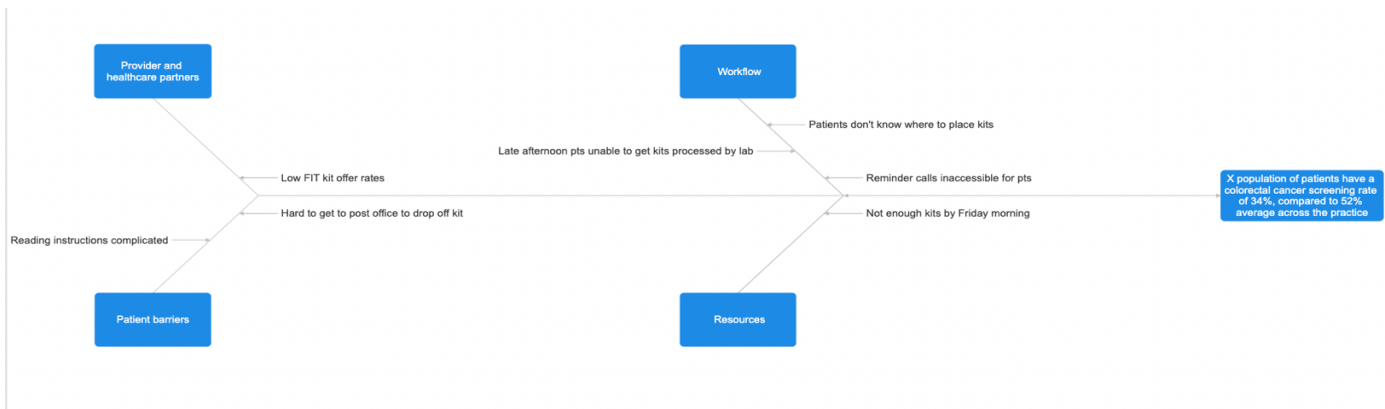 Provider and
healthcare partners
Workflow
Patients don't know where to place kits
Late afternoon pts unable to get kits processed by lab
Low FIT kit offer rates
Reminder calls inaccessible for pts
X population of patients have a
colorectal cancer screening rate
of 34%, compared to 52%
average across the practice
Hard to get to post office to drop off kit
Not enough kits by Friday morning
Reading instructions complicated
Patient barriers
Resources